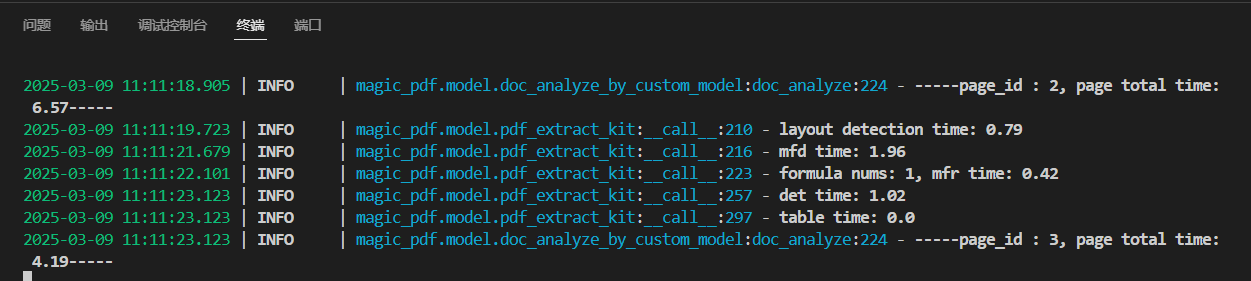 问题 输出 调试控制台 终端 端口
2025-03-09 11:11:18.905 | INFO     | magic_pdf.model.doc_analyze_by_custom_model:doc_analyze:224 - -----page_id : 2, page total time:
6.57-----
2025-03-09 11:11:19.723 | INFO     | magic_pdf.model.pdf_extract_kit:__call__:210 - layout detection time: 0.79
2025-03-09 11:11:21.679 | INFO     | magic_pdf.model.pdf_extract_kit:__call__:216 - mfd time: 1.96
2025-03-09 11:11:22.101 | INFO     | magic_pdf.model.pdf_extract_kit:__call__:223 - formula nums: 1, mfr time: 0.42
2025-03-09 11:11:23.123 | INFO     | magic_pdf.model.pdf_extract_kit:__call__:257 - det time: 1.02
2025-03-09 11:11:23.123 | INFO     | magic_pdf.model.pdf_extract_kit:__call__:297 - table time: 0.0
2025-03-09 11:11:23.123 | INFO     | magic_pdf.model.doc_analyze_by_custom_model:doc_analyze:224 - -----page_id : 3, page total time:
4.19-----